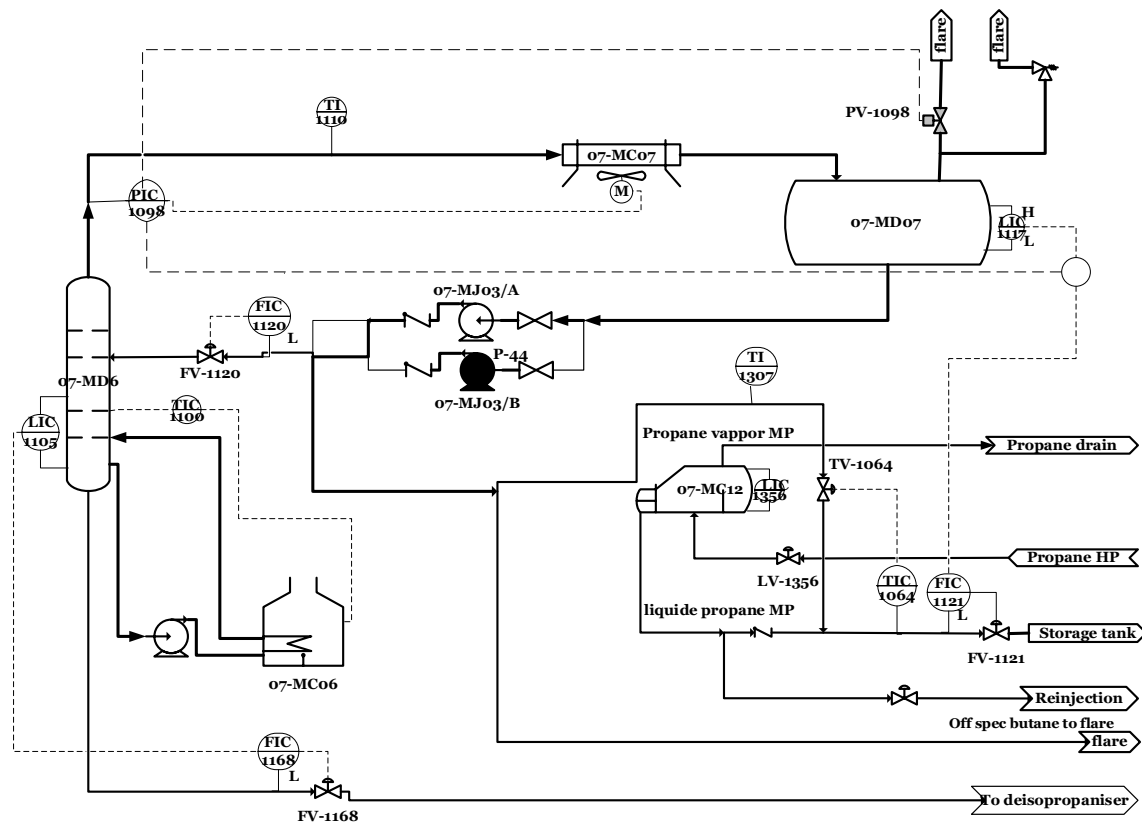 flare
flare
TI
1110
PV-1098
07-MC07
M
PIC
1098
07-MD07
H
LIC
1117
L
07-MJ03/A
FIC
1120
L
P-44
FV-1120
07-MJ03/B
TI
1307
07-MD6
TIC
1100
LIC
1105
Propane vappor MP
Propane drain
TV-1064
07-MC12
LIC
1356
Propane HP
LV-1356
TIC
1064
FIC
1121
L
liquide propane MP
Storage tank
FV-1121
07-MC06
Reinjection
Off spec butane to flare
flare
FIC
1168
L
To deisopropaniser
FV-1168